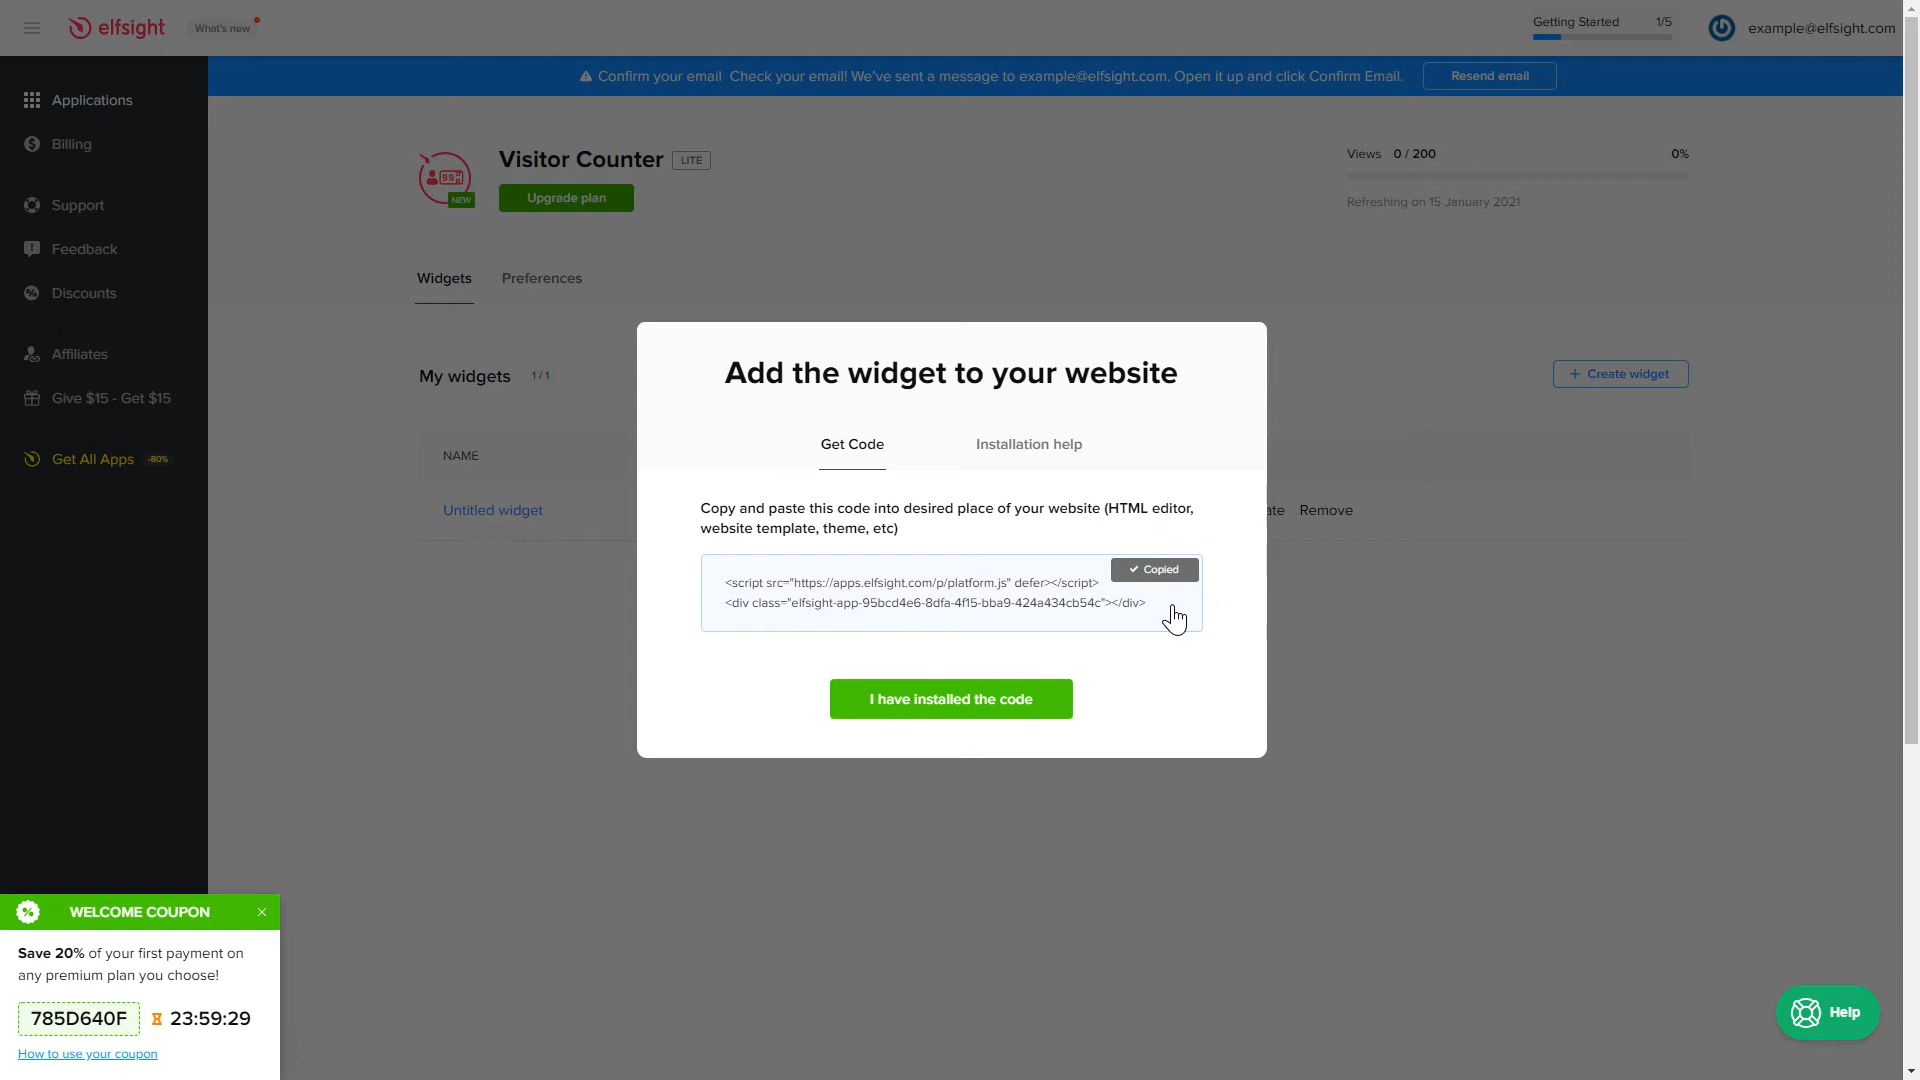 elfsight
What's new
Getting Started 1/5
example@elfsight.com
Confirm your email Check your email! We've sent a message to example@elfsight.com. Open it up and click Confirm Email.
Resend email
Applications
Billing
Support
Feedback
Discounts
Affiliates
Give $15 - Get $15
Get All Apps -80%
NEW
Visitor Counter LITE
Upgrade plan
Views 0 / 200 0%
Refreshing on 15 January 2021
Widgets Preferences
My widgets 1 / 1
+ Create widget
NAME
Untitled widget
ate Remove
Add the widget to your website
Get Code Installation help
Copy and paste this code into desired place of your website (HTML editor,
website template, theme, etc)
Copied
<script src="https://apps.elfsight.com/p/platform.js" defer></script>
<div class="elfsight-app-95bcd4e6-8dfa-4f15-bba9-424a434cb54c"></div>
I have installed the code
WELCOME COUPON
Save 20% of your first payment on
any premium plan you choose!
785D640F 23:59:29
How to use your coupon
Help